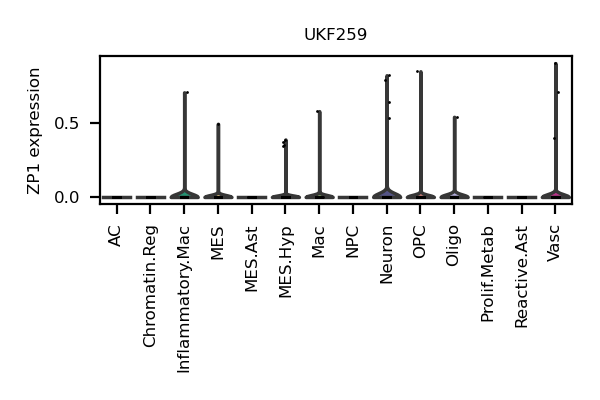 UKF259
ZP1 expression
0.5
0.0
AC
Chromatin.Reg
Inflammatory.Mac
MES
MES.Ast
MES.Hyp
Mac
NPC
Neuron
OPC
Oligo
Prolif.Metab
Reactive.Ast
Vasc